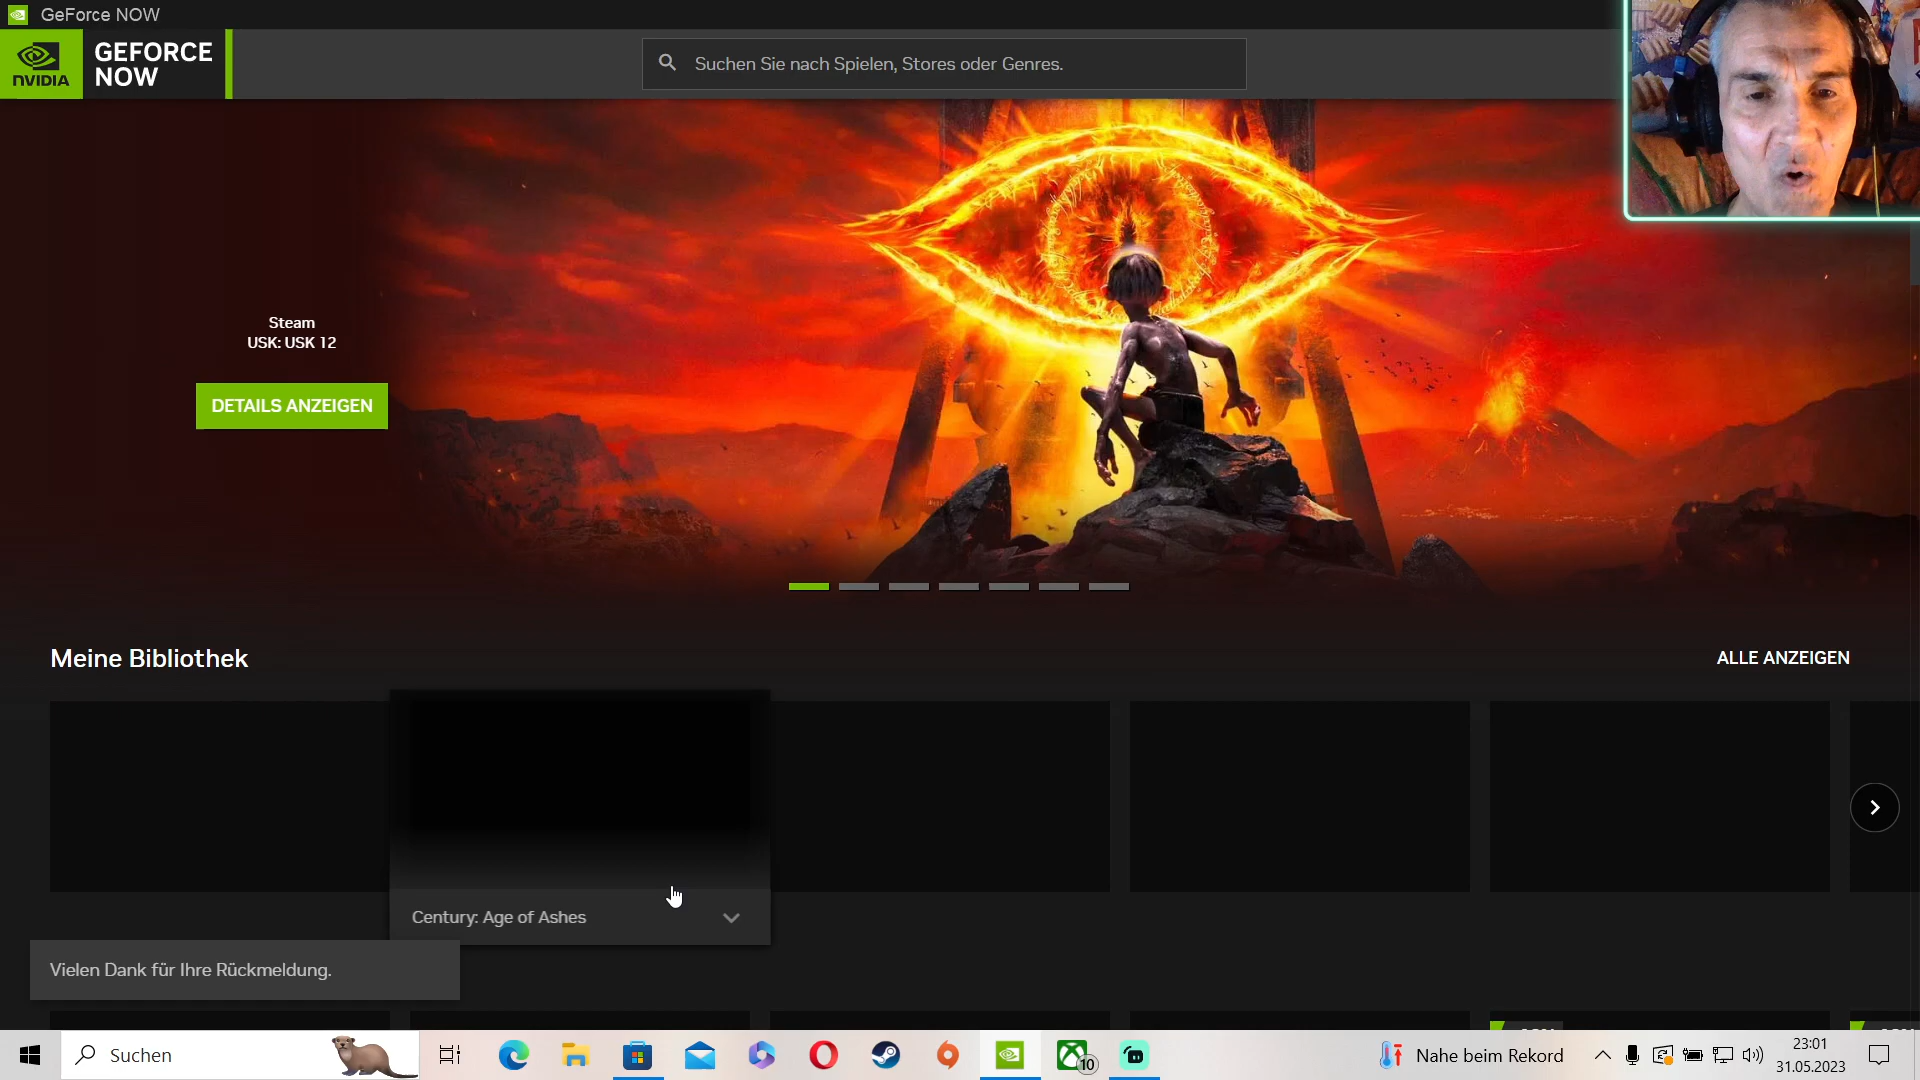 GeForce NOW
NVIDIA
GEFORCE
NOW
Suchen Sie nach Spielen, Stores oder Genres.
Steam
USK: USK 12
DETAILS ANZEIGEN
Meine Bibliothek
ALLE ANZEIGEN
Century: Age of Ashes
Vielen Dank für Ihre Rückmeldung.
Suchen
10
Nahe beim Rekord
23:01
31.05.2023